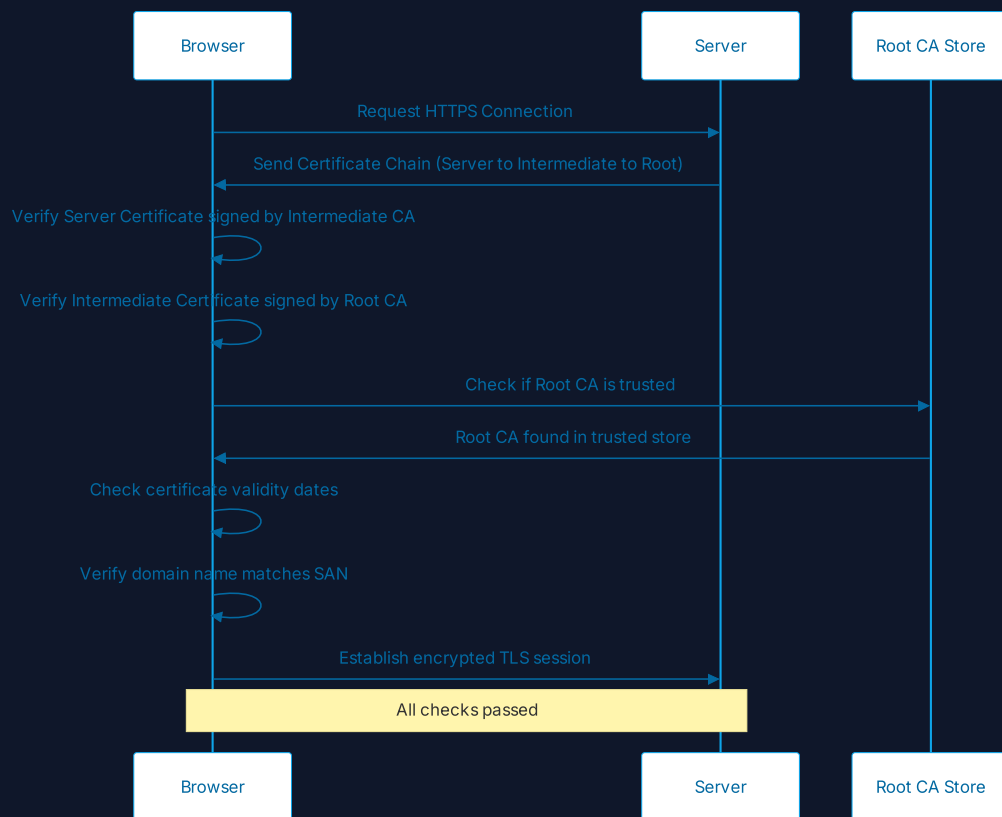 Browser
Server
Root CA Store
Request HTTPS Connection
Send Certificate Chain (Server to Intermediate to Root)
Verify Server Certificate signed by Intermediate CA
Verify Intermediate Certificate signed by Root CA
Check if Root CA is trusted
Root CA found in trusted store
Check certificate validity dates
Verify domain name matches SAN
Establish encrypted TLS session
All checks passed
Browser
Server
Root CA Store